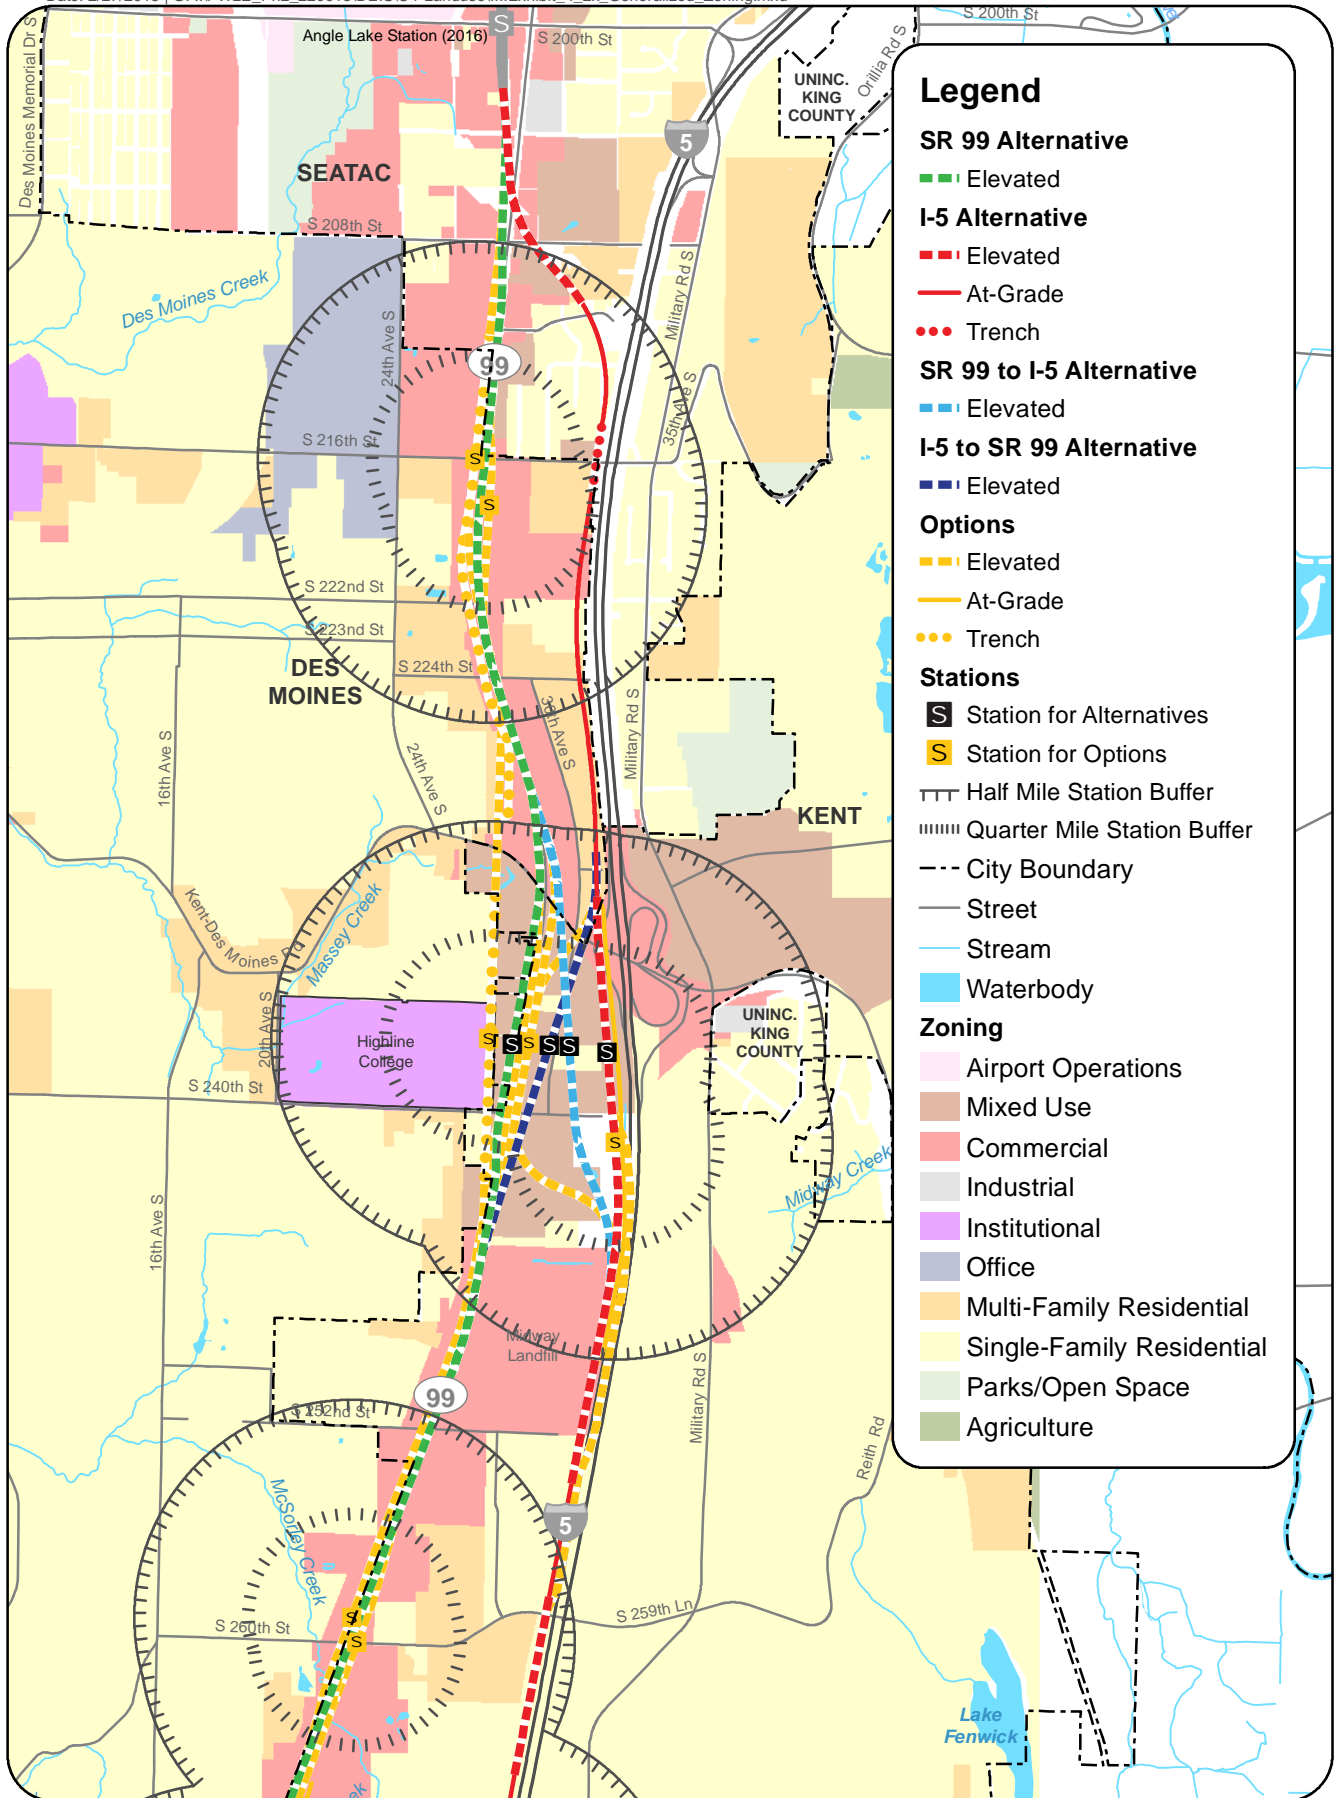 S 200th St
Angle Lake Station (2016)
S
S 200th St
Des Moines Memorial Dr S
Orillia Rd S
UNINC.
KING
COUNTY
5
SEATAC
S 208th St
Des Moines Creek
Military Rd S
24th Ave S
99
35th Ave S
S 216th St
S
S
S 222nd St
S 223nd St
DES
MOINES
S 224th St
30th Ave S
Military Rd S
16th Ave S
24th Ave S
KENT
Kent-Des Moines Rd
Massey Creek
20th Ave S
Highline
College
UNINC.
KING
COUNTY
S
S
S
S
S
S
S 240th St
S
Midway Creek
16th Ave S
Midway
Landfill
Military Rd S
99
S 252nd St
Reith Rd
McSorley Creek
5
S 259th Ln
S
S 260th St
S
Lake
Fenwick
Legend
SR 99 Alternative
Elevated
I-5 Alternative
Elevated
At-Grade
Trench
SR 99 to I-5 Alternative
Elevated
I-5 to SR 99 Alternative
Elevated
Options
Elevated
At-Grade
Trench
Stations
S Station for Alternatives
S Station for Options
Half Mile Station Buffer
Quarter Mile Station Buffer
City Boundary
Street
Stream
Waterbody
Zoning
Airport Operations
Mixed Use
Commercial
Industrial
Institutional
Office
Multi-Family Residential
Single-Family Residential
Parks/Open Space
Agriculture